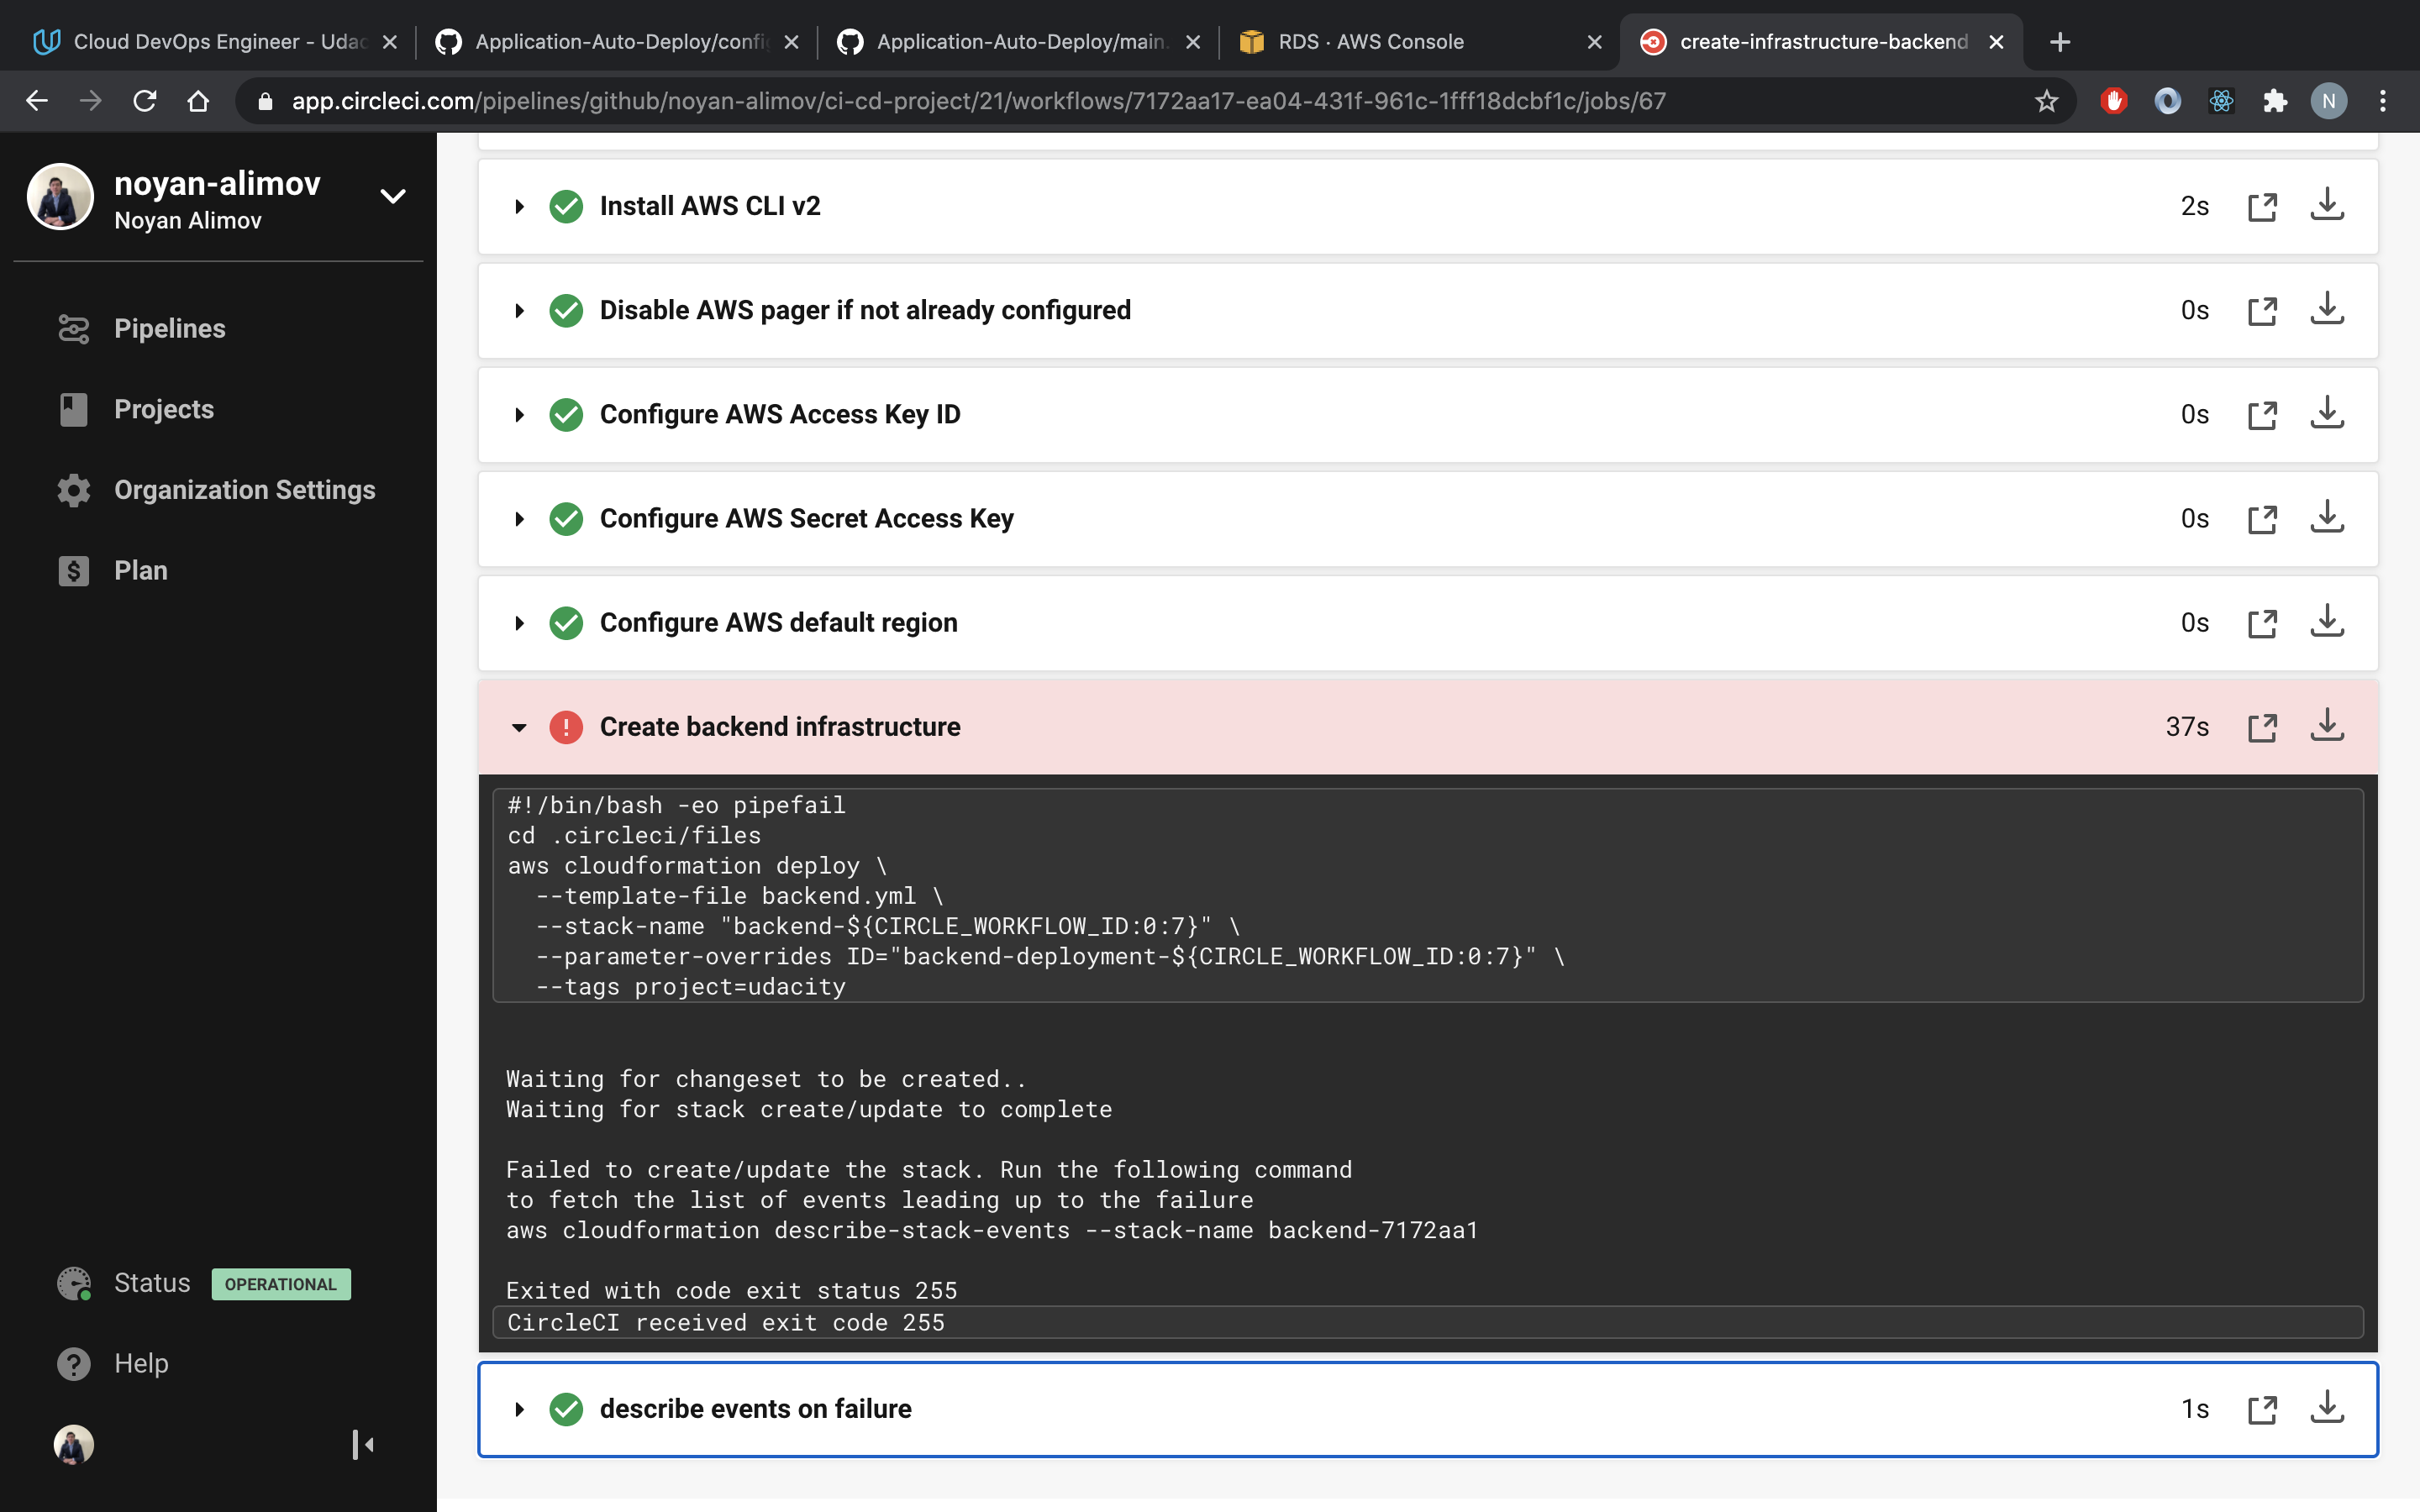 Cloud DevOps Engineer - Udac
Application-Auto-Deploy/config
Application-Auto-Deploy/main.
RDS · AWS Console
create-infrastructure-backend
app.circleci.com/pipelines/github/noyan-alimov/ci-cd-project/21/workflows/7172aa17-ea04-431f-961c-1fff18dcbf1c/jobs/67
N
noyan-alimov
Noyan Alimov
Pipelines
Projects
Organization Settings
Plan
Status OPERATIONAL
Help
Install AWS CLI v2 2s
Disable AWS pager if not already configured 0s
Configure AWS Access Key ID 0s
Configure AWS Secret Access Key 0s
Configure AWS default region 0s
Create backend infrastructure 37s
#!/bin/bash -eo pipefail
cd .circleci/files
aws cloudformation deploy \
--template-file backend.yml \
--stack-name "backend-${CIRCLE_WORKFLOW_ID:0:7}" \
--parameter-overrides ID="backend-deployment-${CIRCLE_WORKFLOW_ID:0:7}" \
--tags project=udacity
Waiting for changeset to be created..
Waiting for stack create/update to complete
Failed to create/update the stack. Run the following command
to fetch the list of events leading up to the failure
aws cloudformation describe-stack-events --stack-name backend-7172aa1
Exited with code exit status 255
CircleCI received exit code 255
describe events on failure 1s